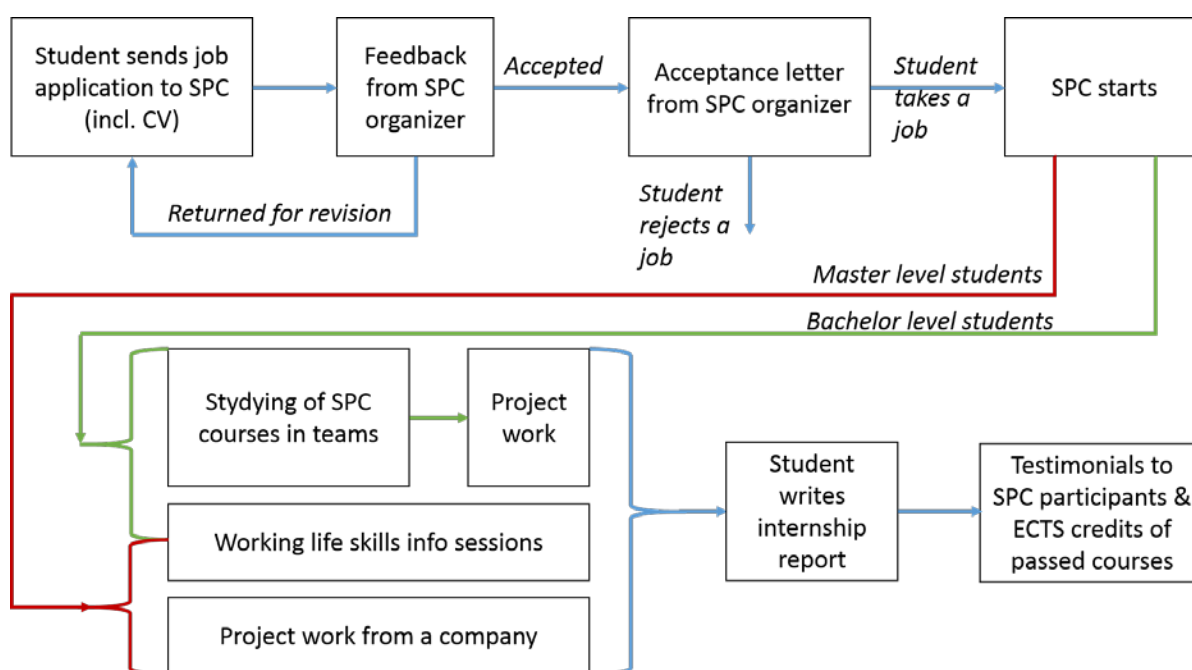 Student sends job
application to SPC
(incl. CV)
Feedback
from SPC
organizer
Accepted
Acceptance letter
from SPC organizer
Student
takes a
job
SPC starts
Returned for revision
Student
rejects a
job
Master level students
Bachelor level students
Stydying of SPC
courses in teams
Project
work
Working life skills info sessions
Project work from a company
Student
writes
internship
report
Testimonials to
SPC participants &
ECTS credits of
passed courses